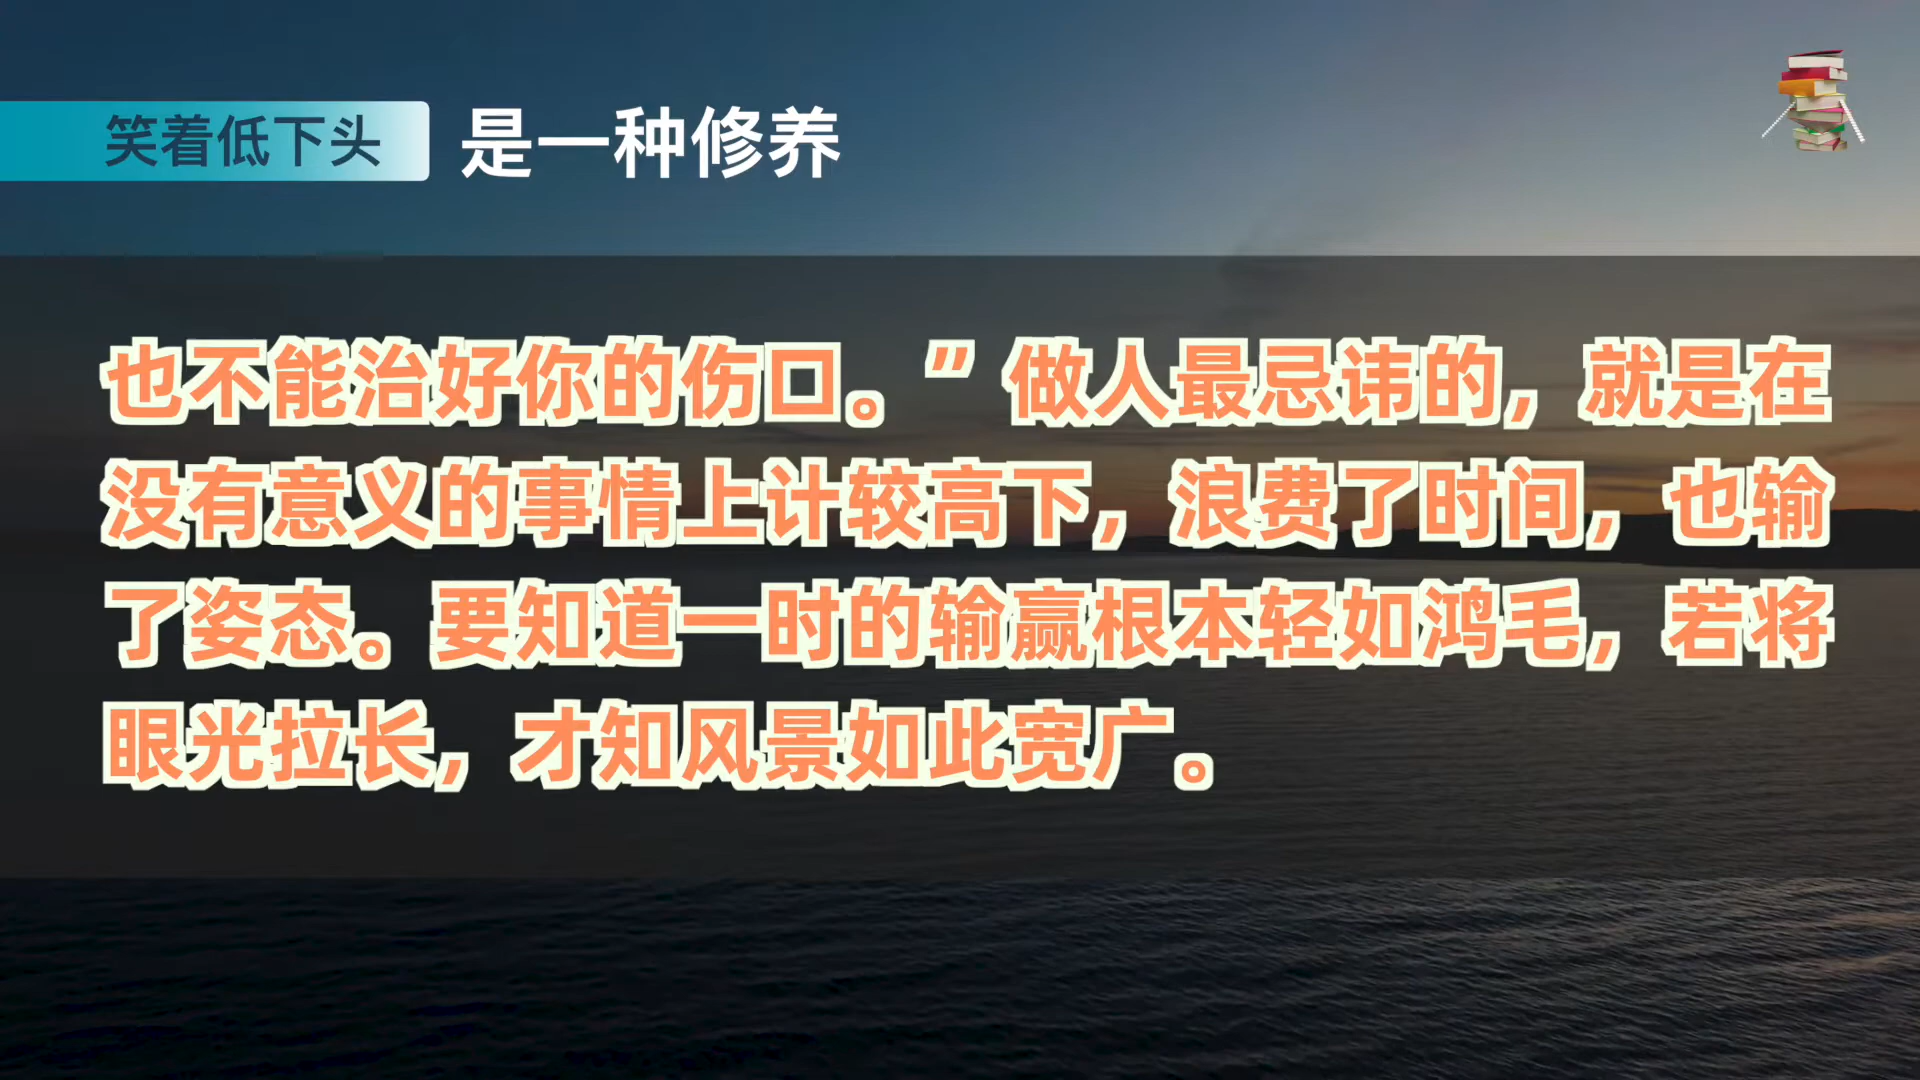 笑着低下头 是一种修养
也不能治好你的伤口。”做人最忌讳的，就是在
没有意义的事情上计较高下，浪费了时间，也输
了姿态。要知道一时的输赢根本轻如鸿毛，若将
眼光拉长，才知风景如此宽广。